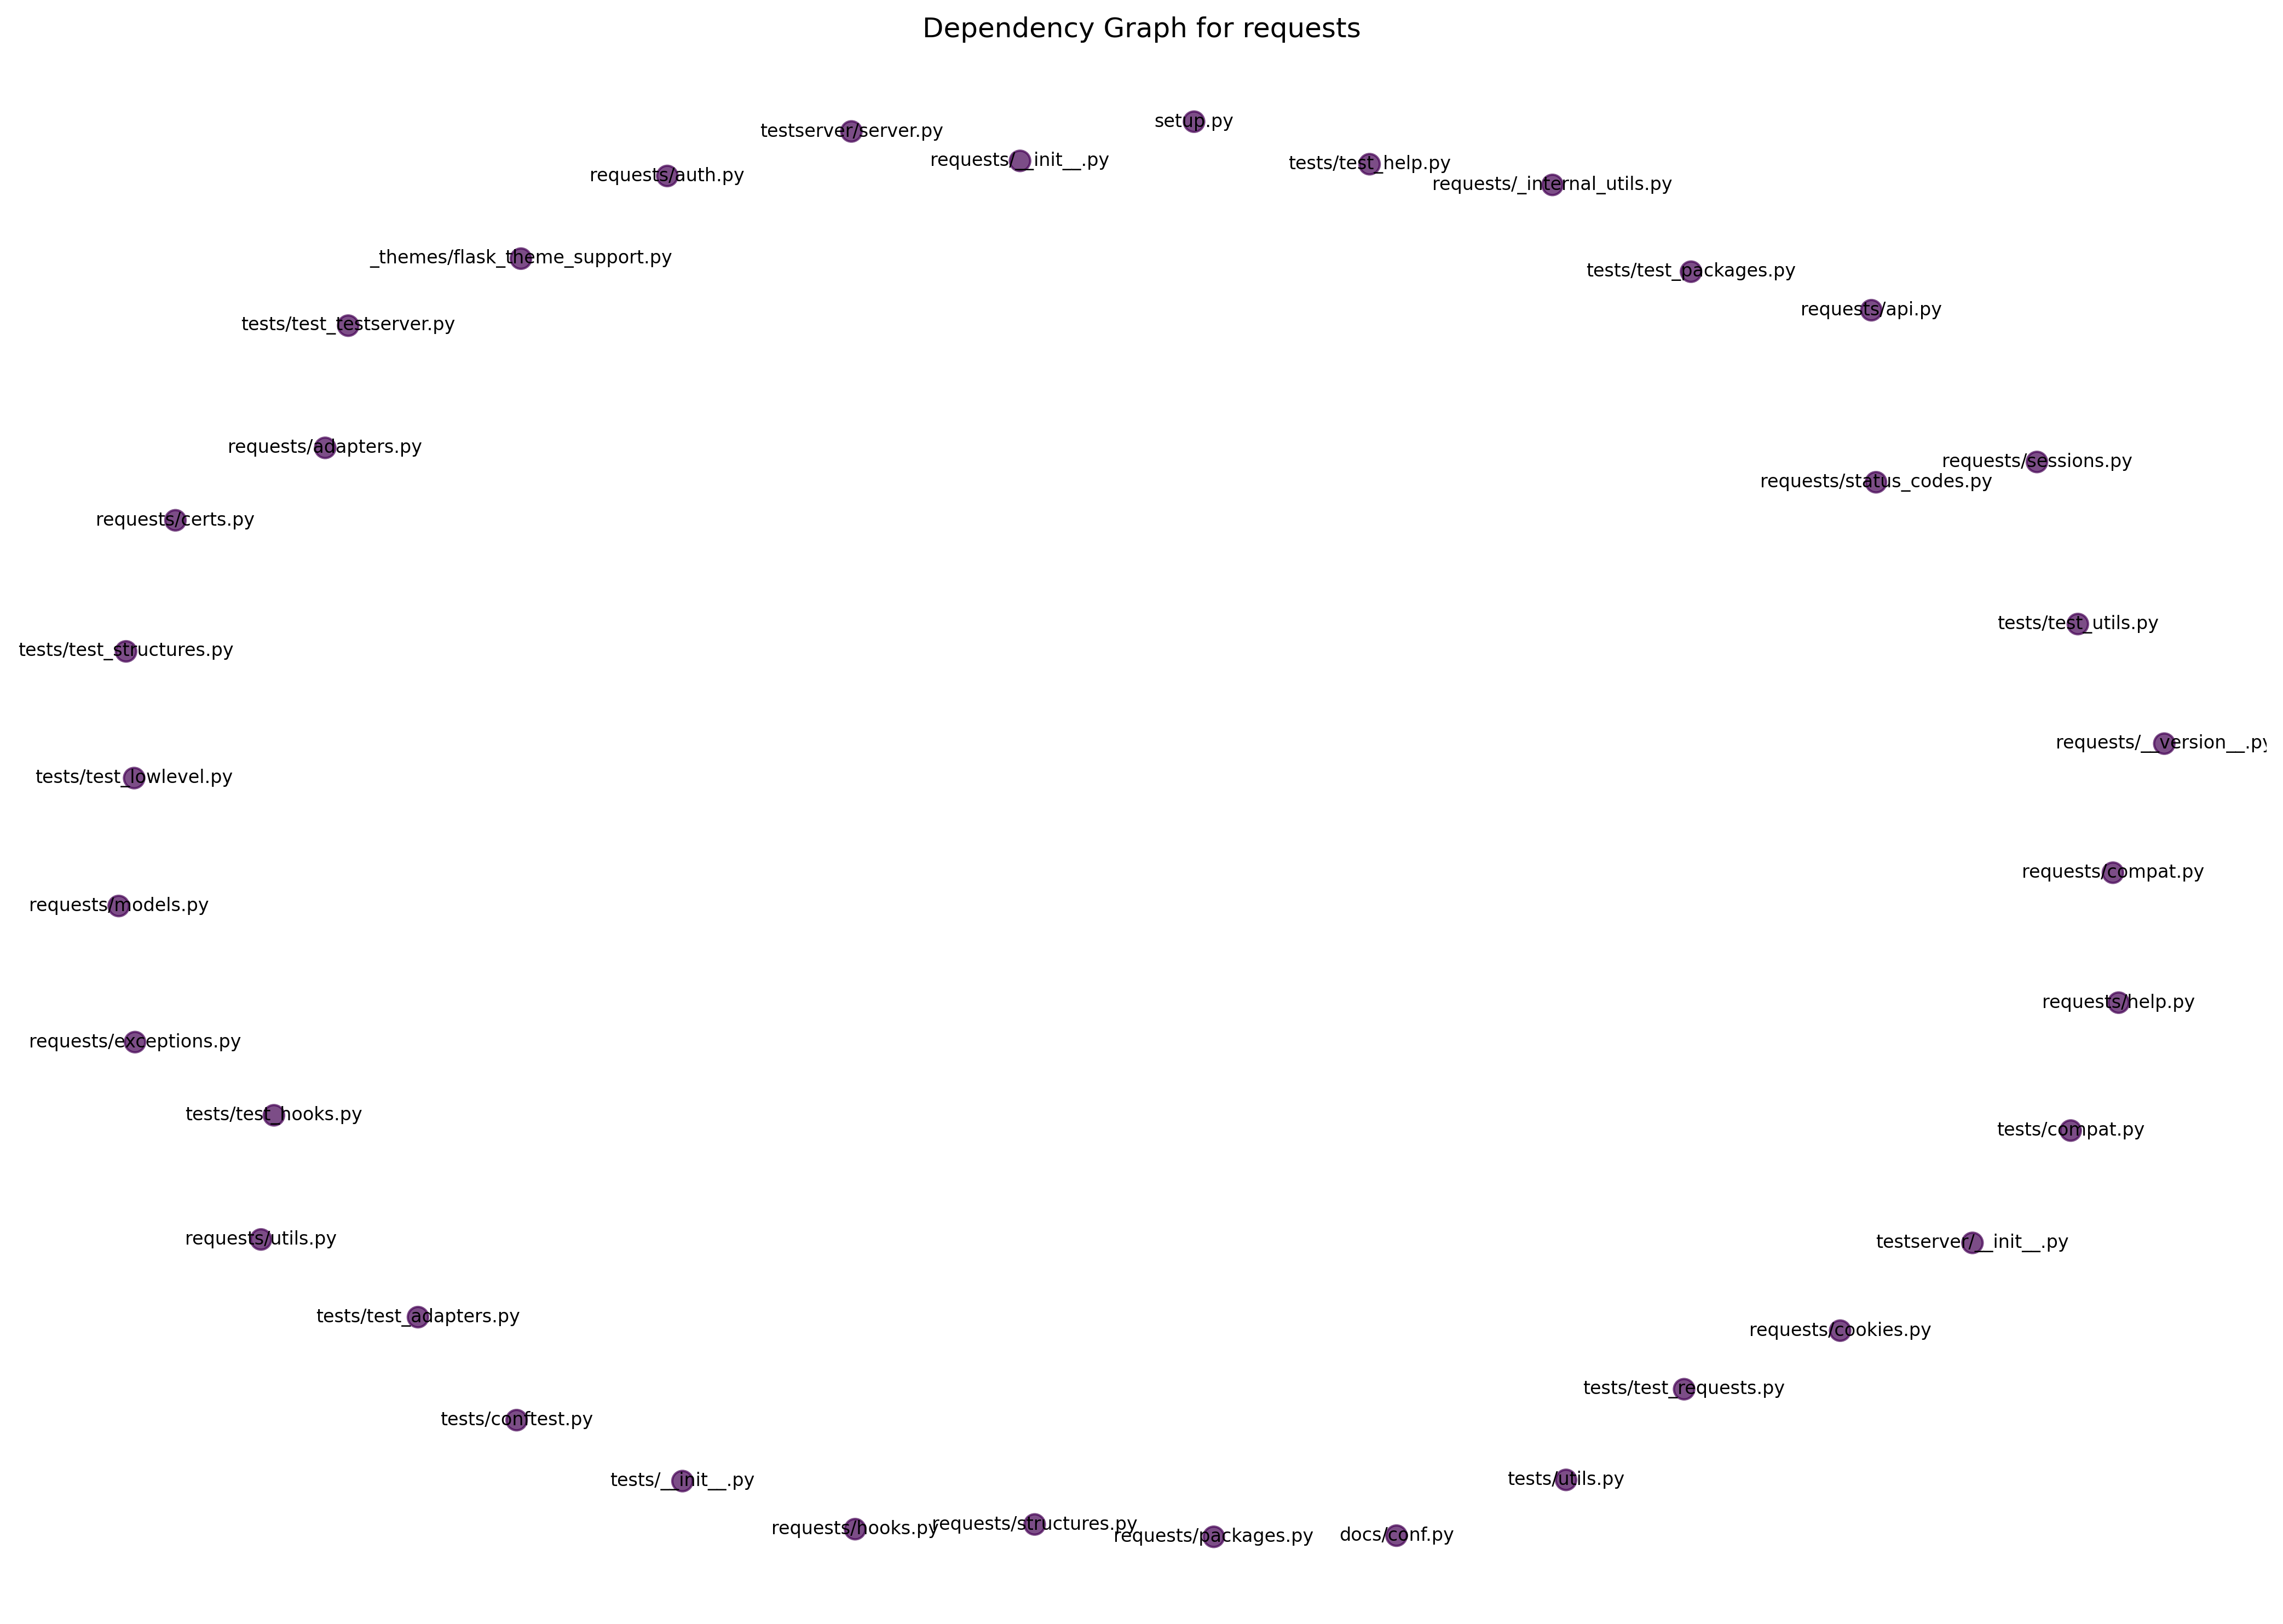 Dependency Graph for requests
setup.py
testserver/server.py
requests/__init__.py
tests/test_help.py
requests/auth.py
requests/_internal_utils.py
_themes/flask_theme_support.py
tests/test_packages.py
requests/api.py
tests/test_testserver.py
requests/adapters.py
requests/sessions.py
requests/status_codes.py
requests/certs.py
tests/test_utils.py
tests/test_structures.py
requests/__version__.py
tests/test_lowlevel.py
requests/compat.py
requests/models.py
requests/help.py
requests/exceptions.py
tests/test_hooks.py
tests/compat.py
requests/utils.py
testserver/__init__.py
tests/test_adapters.py
requests/cookies.py
tests/test_requests.py
tests/conftest.py
tests/__init__.py
tests/utils.py
requests/hooks.py
requests/structures.py
requests/packages.py
docs/conf.py